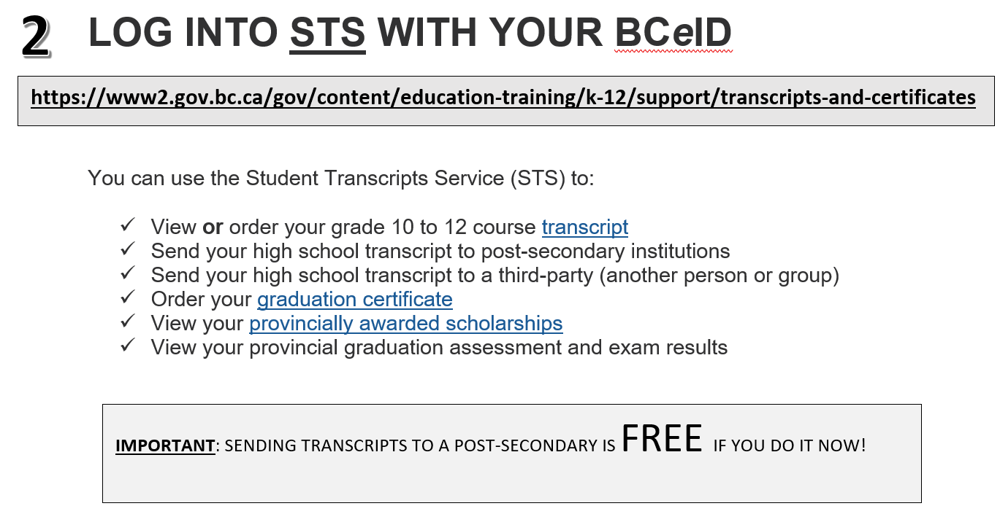 2 LOG INTO STS WITH YOUR BCeID
https://www2.gov.bc.ca/gov/content/education-training/k-12/support/transcripts-and-certificates
You can use the Student Transcripts Service (STS) to:
✓ View or order your grade 10 to 12 course transcript
✓ Send your high school transcript to post-secondary institutions
✓ Send your high school transcript to a third-party (another person or group)
✓ Order your graduation certificate
✓ View your provincially awarded scholarships
✓ View your provincial graduation assessment and exam results
IMPORTANT: SENDING TRANSCRIPTS TO A POST-SECONDARY IS FREE IF YOU DO IT NOW!